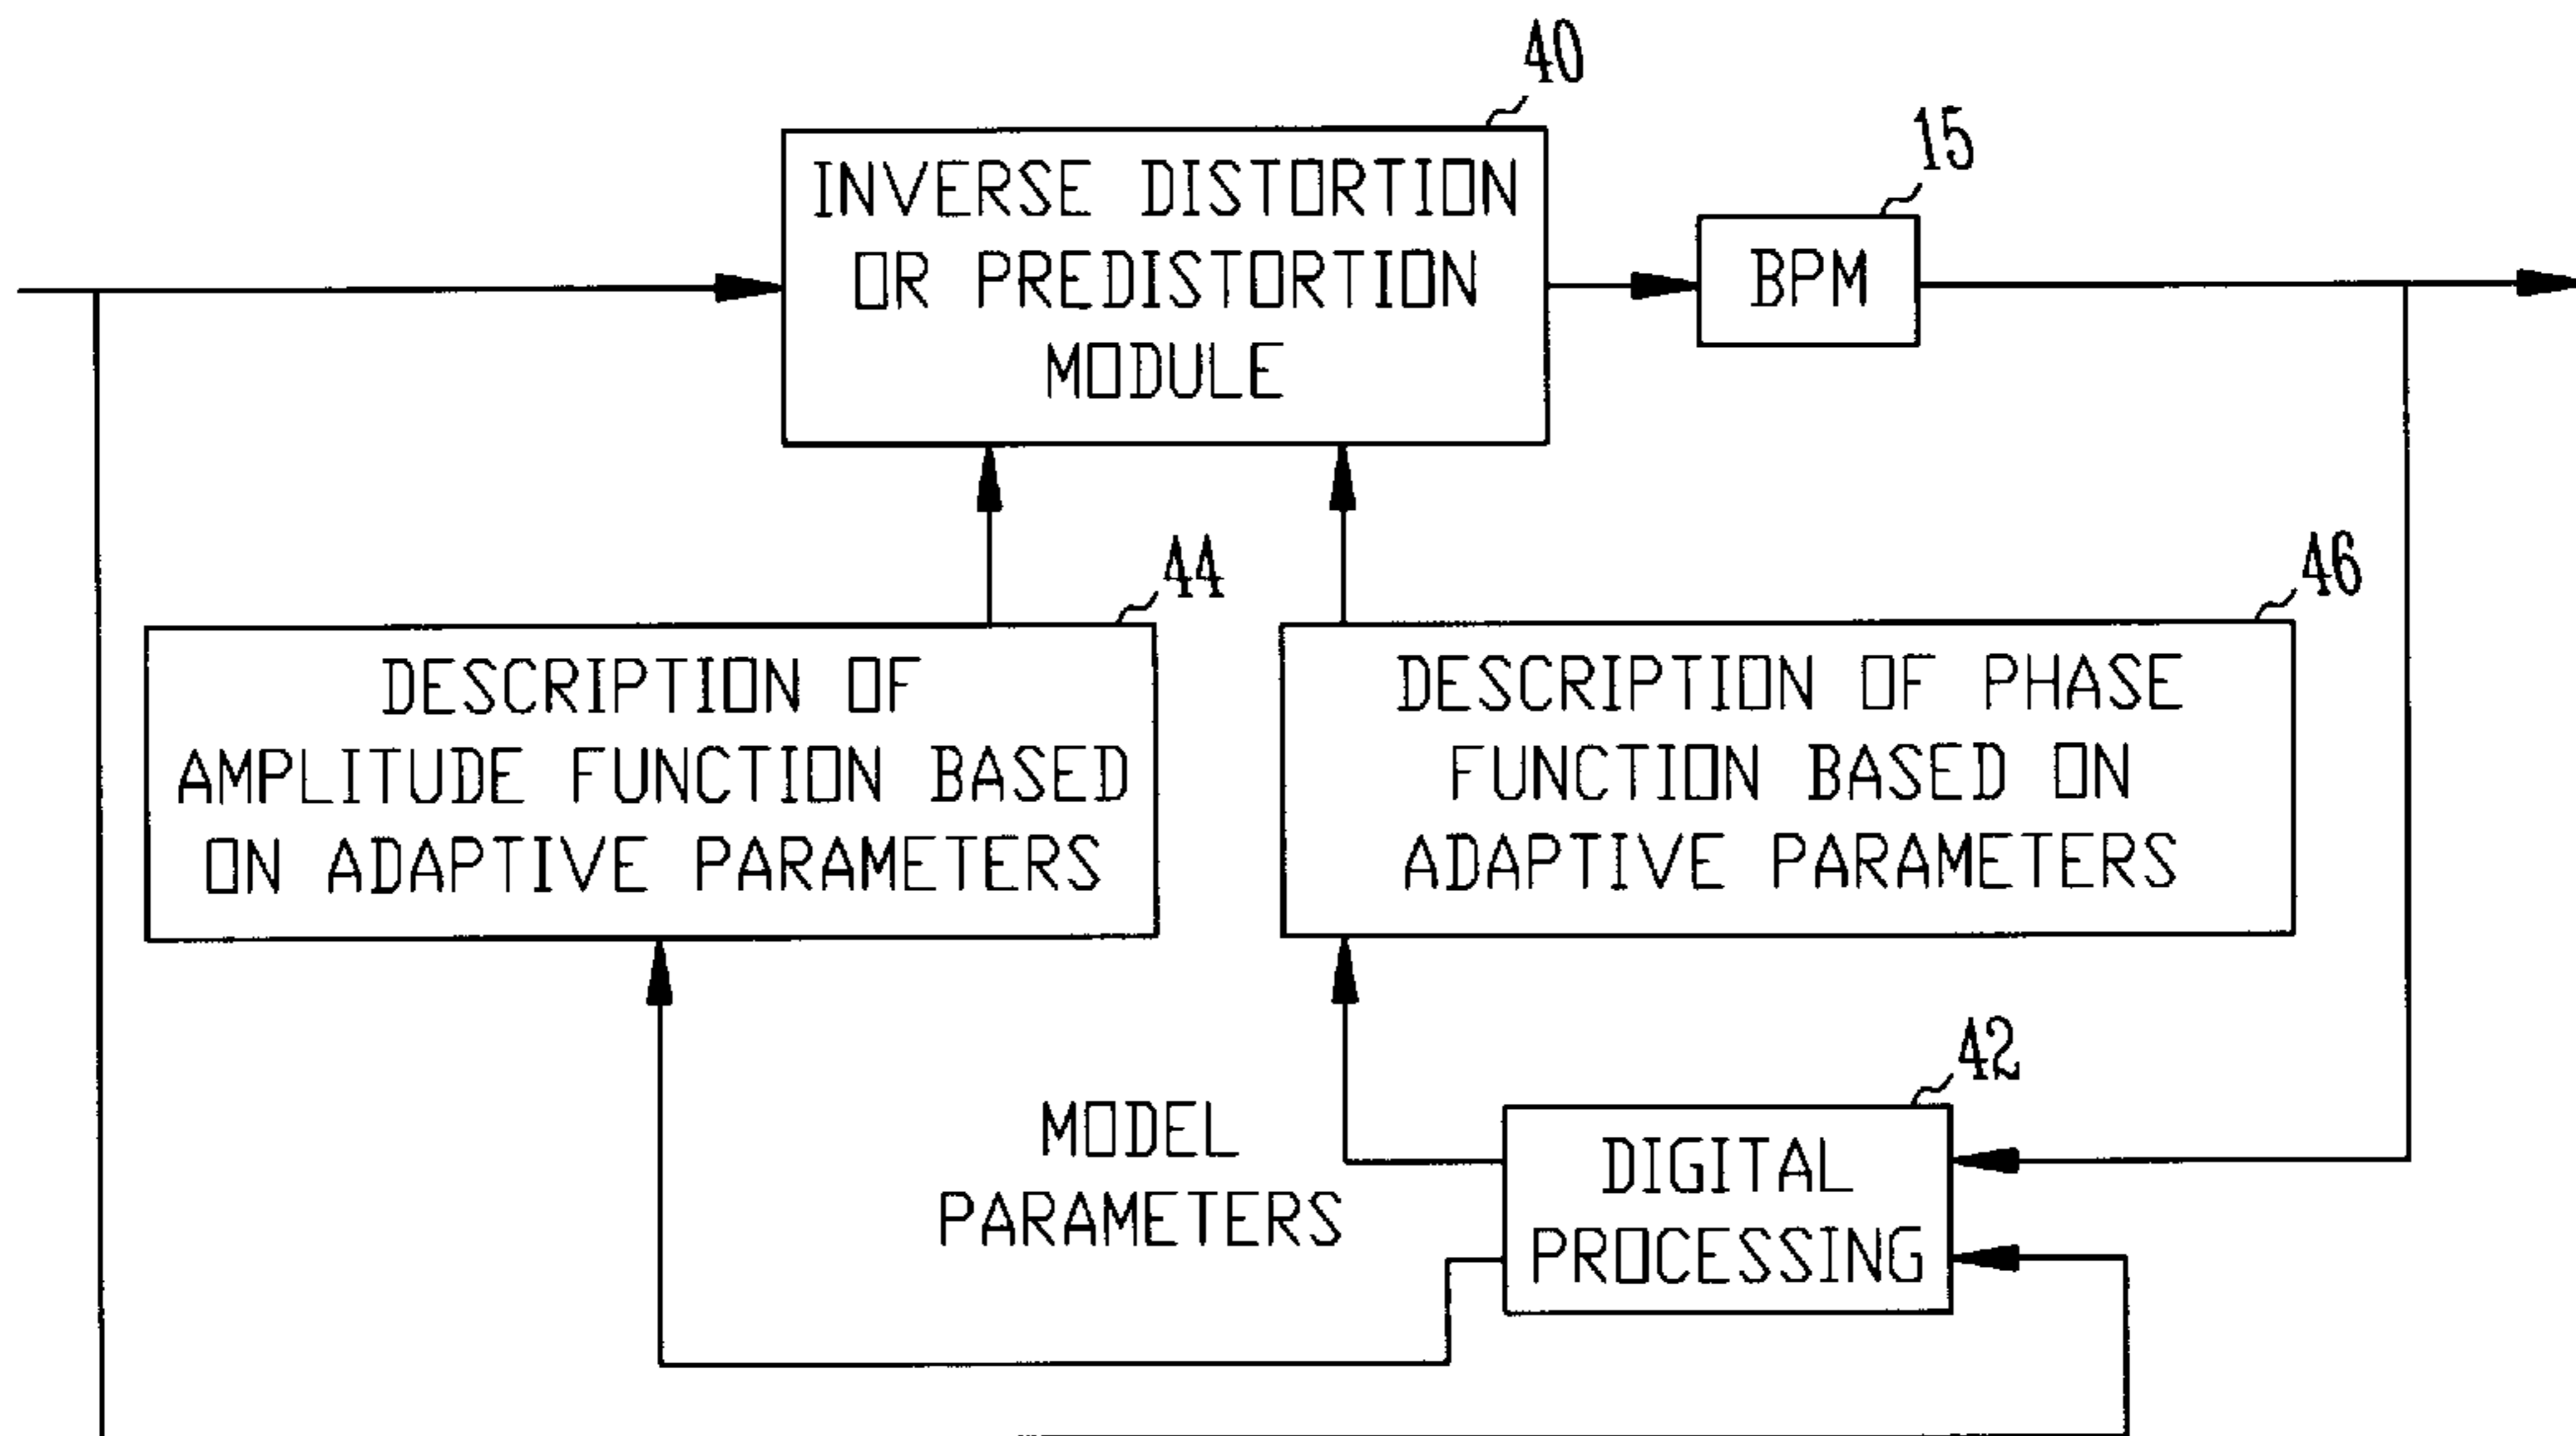 40
INVERSE DISTORTION
OR PREDISTORTION
MODULE
15
BPM
44
DESCRIPTION OF
AMPLITUDE FUNCTION BASED
ON ADAPTIVE PARAMETERS
46
DESCRIPTION OF PHASE
FUNCTION BASED ON
ADAPTIVE PARAMETERS
MODEL
PARAMETERS
42
DIGITAL
PROCESSING